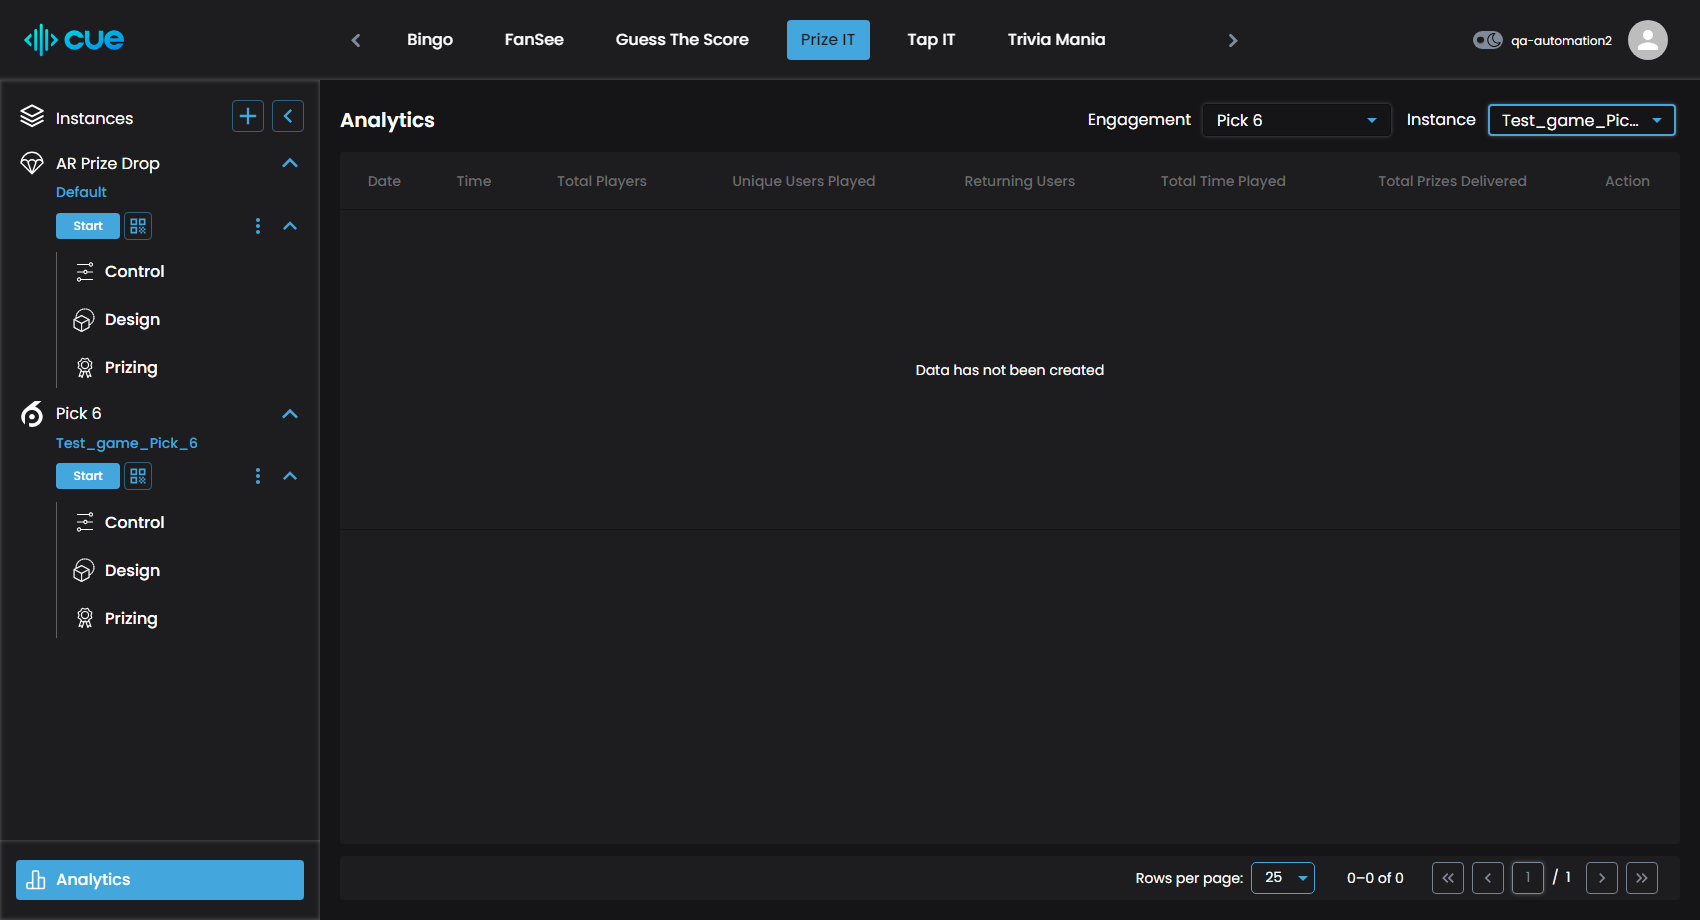 cue
Bingo
FanSee
Guess The Score
Prize IT
Tap IT
Trivia Mania
qa-automation2
Instances
AR Prize Drop
Default
Start
Control
Design
Prizing
Pick 6
Test_game_Pick_6
Start
Control
Design
Prizing
Analytics
Analytics
Engagement
Pick 6
Instance
Test_game_Pic...
Date
Time
Total Players
Unique Users Played
Returning Users
Total Time Played
Total Prizes Delivered
Action
Data has not been created
Rows per page:
25
0–0 of 0
1
/ 1